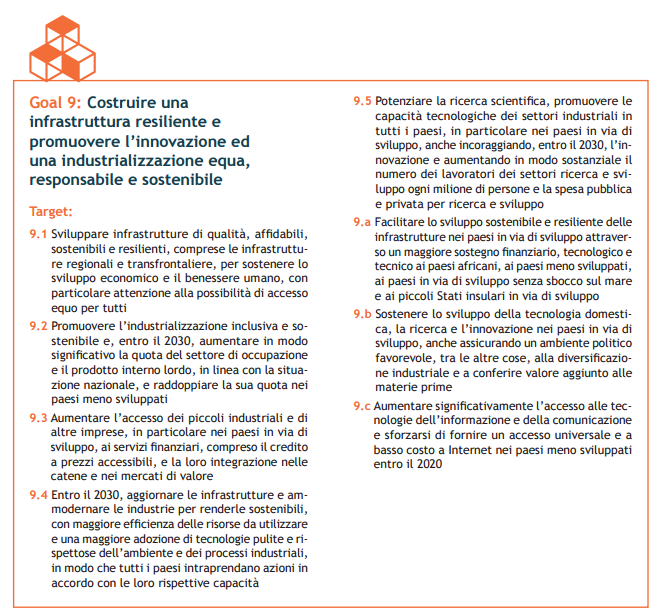 Goal 9: Costruire una
infrastruttura resiliente e
promuovere l'innovazione ed
una industrializzazione equa,
responsabile e sostenibile
Target:
9.1 Sviluppare infrastrutture di qualità, affidabili,
sostenibili e resilienti, comprese le infrastruttu-
re regionali e transfrontaliere, per sostenere lo
sviluppo economico e il benessere umano, con
particolare attenzione alla possibilità di accesso
equo per tutti
9.2 Promuovere l'industrializzazione inclusiva e so-
stenibile e, entro il 2030, aumentare in modo
significativo la quota del settore di occupazione
e il prodotto interno lordo, in linea con la situa-
zione nazionale, e raddoppiare la sua quota nei
paesi meno sviluppati
9.3 Aumentare l'accesso dei piccoli industriali e di
altre imprese, in particolare nei paesi in via di
sviluppo, ai servizi finanziari, compreso il credito
a prezzi accessibili, e la loro integrazione nelle
catene e nei mercati di valore
9.4 Entro il 2030, aggiornare le infrastrutture e am-
modernare le industrie per renderle sostenibili,
con maggiore efficienza delle risorse da utilizzare
e una maggiore adozione di tecnologie pulite e ri-
spettose dell'ambiente e dei processi industriali,
in modo che tutti i paesi intraprendano azioni in
accordo con le loro rispettive capacità
9.5 Potenziare la ricerca scientifica, promuovere le
capacità tecnologiche dei settori industriali in
tutti i paesi, in particolare nei paesi in via di
sviluppo, anche incoraggiando, entro il 2030, l'in-
novazione e aumentando in modo sostanziale il
numero dei lavoratori dei settori ricerca e svi-
luppo ogni milione di persone e la spesa pubblica
e privata per ricerca e sviluppo
9.a Facilitare lo sviluppo sostenibile e resiliente delle
infrastrutture nei paesi in via di sviluppo attraver-
so un maggiore sostegno finanziario, tecnologico e
tecnico ai paesi africani, ai paesi meno sviluppati,
ai paesi in via di sviluppo senza sbocco sul mare
e ai piccoli Stati insulari in via di sviluppo
9.b Sostenere lo sviluppo della tecnologia domesti-
ca, la ricerca e l'innovazione nei paesi in via di
sviluppo, anche assicurando un ambiente politico
favorevole, tra le altre cose, alla diversificazio-
ne industriale e a conferire valore aggiunto alle
materie prime
9.c Aumentare significativamente l'accesso alle tec-
nologie dell'informazione e della comunicazione
e sforzarsi di fornire un accesso universale e a
basso costo a Internet nei paesi meno sviluppati
entro il 2020